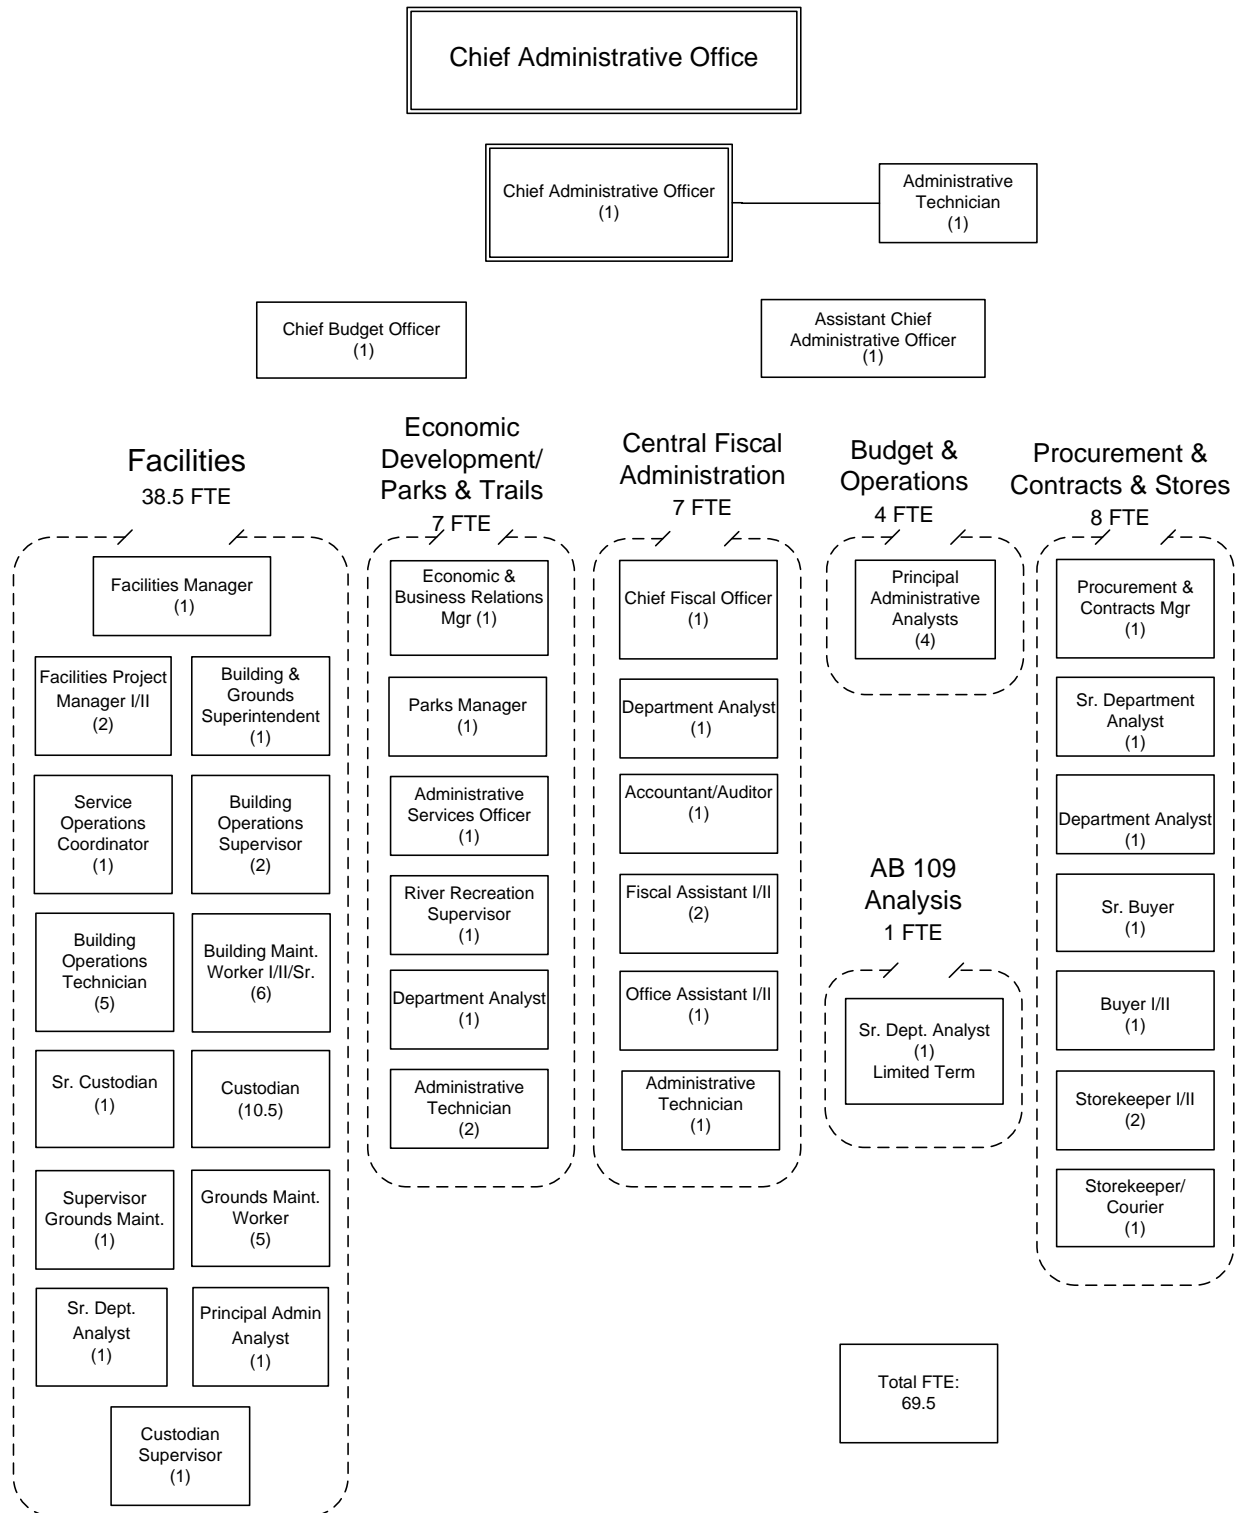 Chief Administrative Office
Chief Administrative Officer
(1)
Administrative
Technician
(1)
Chief Budget Officer
(1)
Assistant Chief
Administrative Officer
(1)
Facilities
38.5 FTE
Facilities Manager
(1)
Facilities Project
Manager I/II
(2)
Building &
Grounds
Superintendent
(1)
Service
Operations
Coordinator
(1)
Building
Operations
Supervisor
(2)
Building
Operations
Technician
(5)
Building Maint.
Worker I/II/Sr.
(6)
Sr. Custodian
(1)
Custodian
(10.5)
Supervisor
Grounds Maint.
(1)
Grounds Maint.
Worker
(5)
Sr. Dept.
Analyst
(1)
Principal Admin
Analyst
(1)
Custodian
Supervisor
(1)
Economic
Development/
Parks & Trails
7 FTE
Economic &
Business Relations
Mgr (1)
Parks Manager
(1)
Administrative
Services Officer
(1)
River Recreation
Supervisor
(1)
Department Analyst
(1)
Administrative
Technician
(2)
Central Fiscal
Administration
7 FTE
Chief Fiscal Officer
(1)
Department Analyst
(1)
Accountant/Auditor
(1)
Fiscal Assistant I/II
(2)
Office Assistant I/II
(1)
Administrative
Technician
(1)
Budget &
Operations
4 FTE
Principal
Administrative
Analysts
(4)
AB 109
Analysis
1 FTE
Sr. Dept. Analyst
(1)
Limited Term
Procurement &
Contracts & Stores
8 FTE
Procurement &
Contracts Mgr
(1)
Sr. Department
Analyst
(1)
Department Analyst
(1)
Sr. Buyer
(1)
Buyer I/II
(1)
Storekeeper I/II
(2)
Storekeeper/
Courier
(1)
Total FTE:
69.5